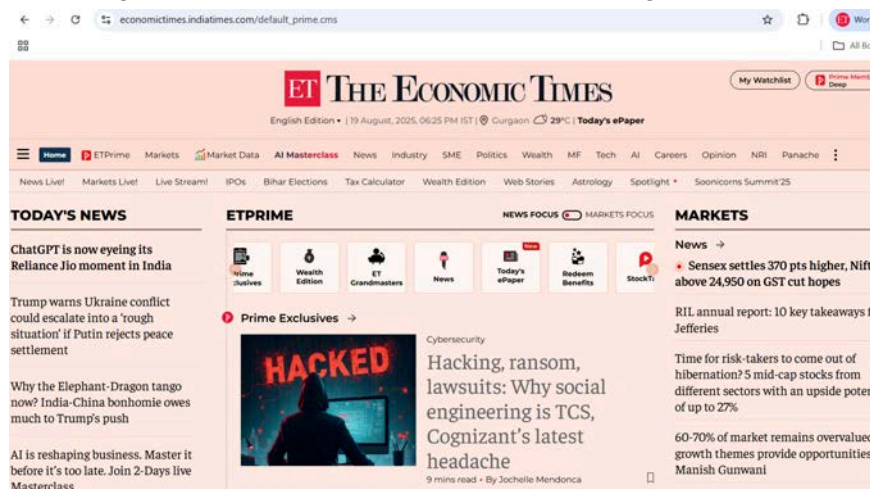 economictimes.indiatimes.com/default_prime.cms
All
ET THE ECONOMIC TIMES
My Watchlist
Prime
Deep
English Edition | 19 August, 2025, 06:25 PM IST | Gurgaon 29°C | Today's ePaper
Home ETPrime Markets Market Data AI Masterclass News Industry SME Politics Wealth MF Tech AI Careers Opinion NRI Panache
News Live! Markets Live! Live Stream! IPOs Bihar Elections Tax Calculator Wealth Edition Web Stories Astrology Spotlight Soonicorns Summit'25
TODAY'S NEWS
ChatGPT is now eyeing its
Reliance Jio moment in India
Trump warns Ukraine conflict
could escalate into a 'rough
situation' if Putin rejects peace
settlement
Why the Elephant-Dragon tango
now? India-China bonhomie owes
much to Trump's push
AI is reshaping business. Master it
before it's too late. Join 2-Days live
Masterclass
ETPRIME
NEWS FOCUS MARKETS FOCUS
Wealth
Edition
ET
Grandmasters
News
New
Today's
ePaper
Redeem
Benefits
Prime Exclusives →
HACKED
Cybersecurity
Hacking, ransom,
lawsuits: Why social
engineering is TCS,
Cognizant's latest
headache
9 mins read • By Jochelle Mendonca
MARKETS
News →
Sensex settles 370 pts higher, Nift
above 24,950 on GST cut hopes
RIL annual report: 10 key takeaways
Jefferies
Time for risk-takers to come out of
hibernation? 5 mid-cap stocks from
different sectors with an upside poten
of up to 27%
60-70% of market remains overvalued
growth themes provide opportunities
Manish Gunwani